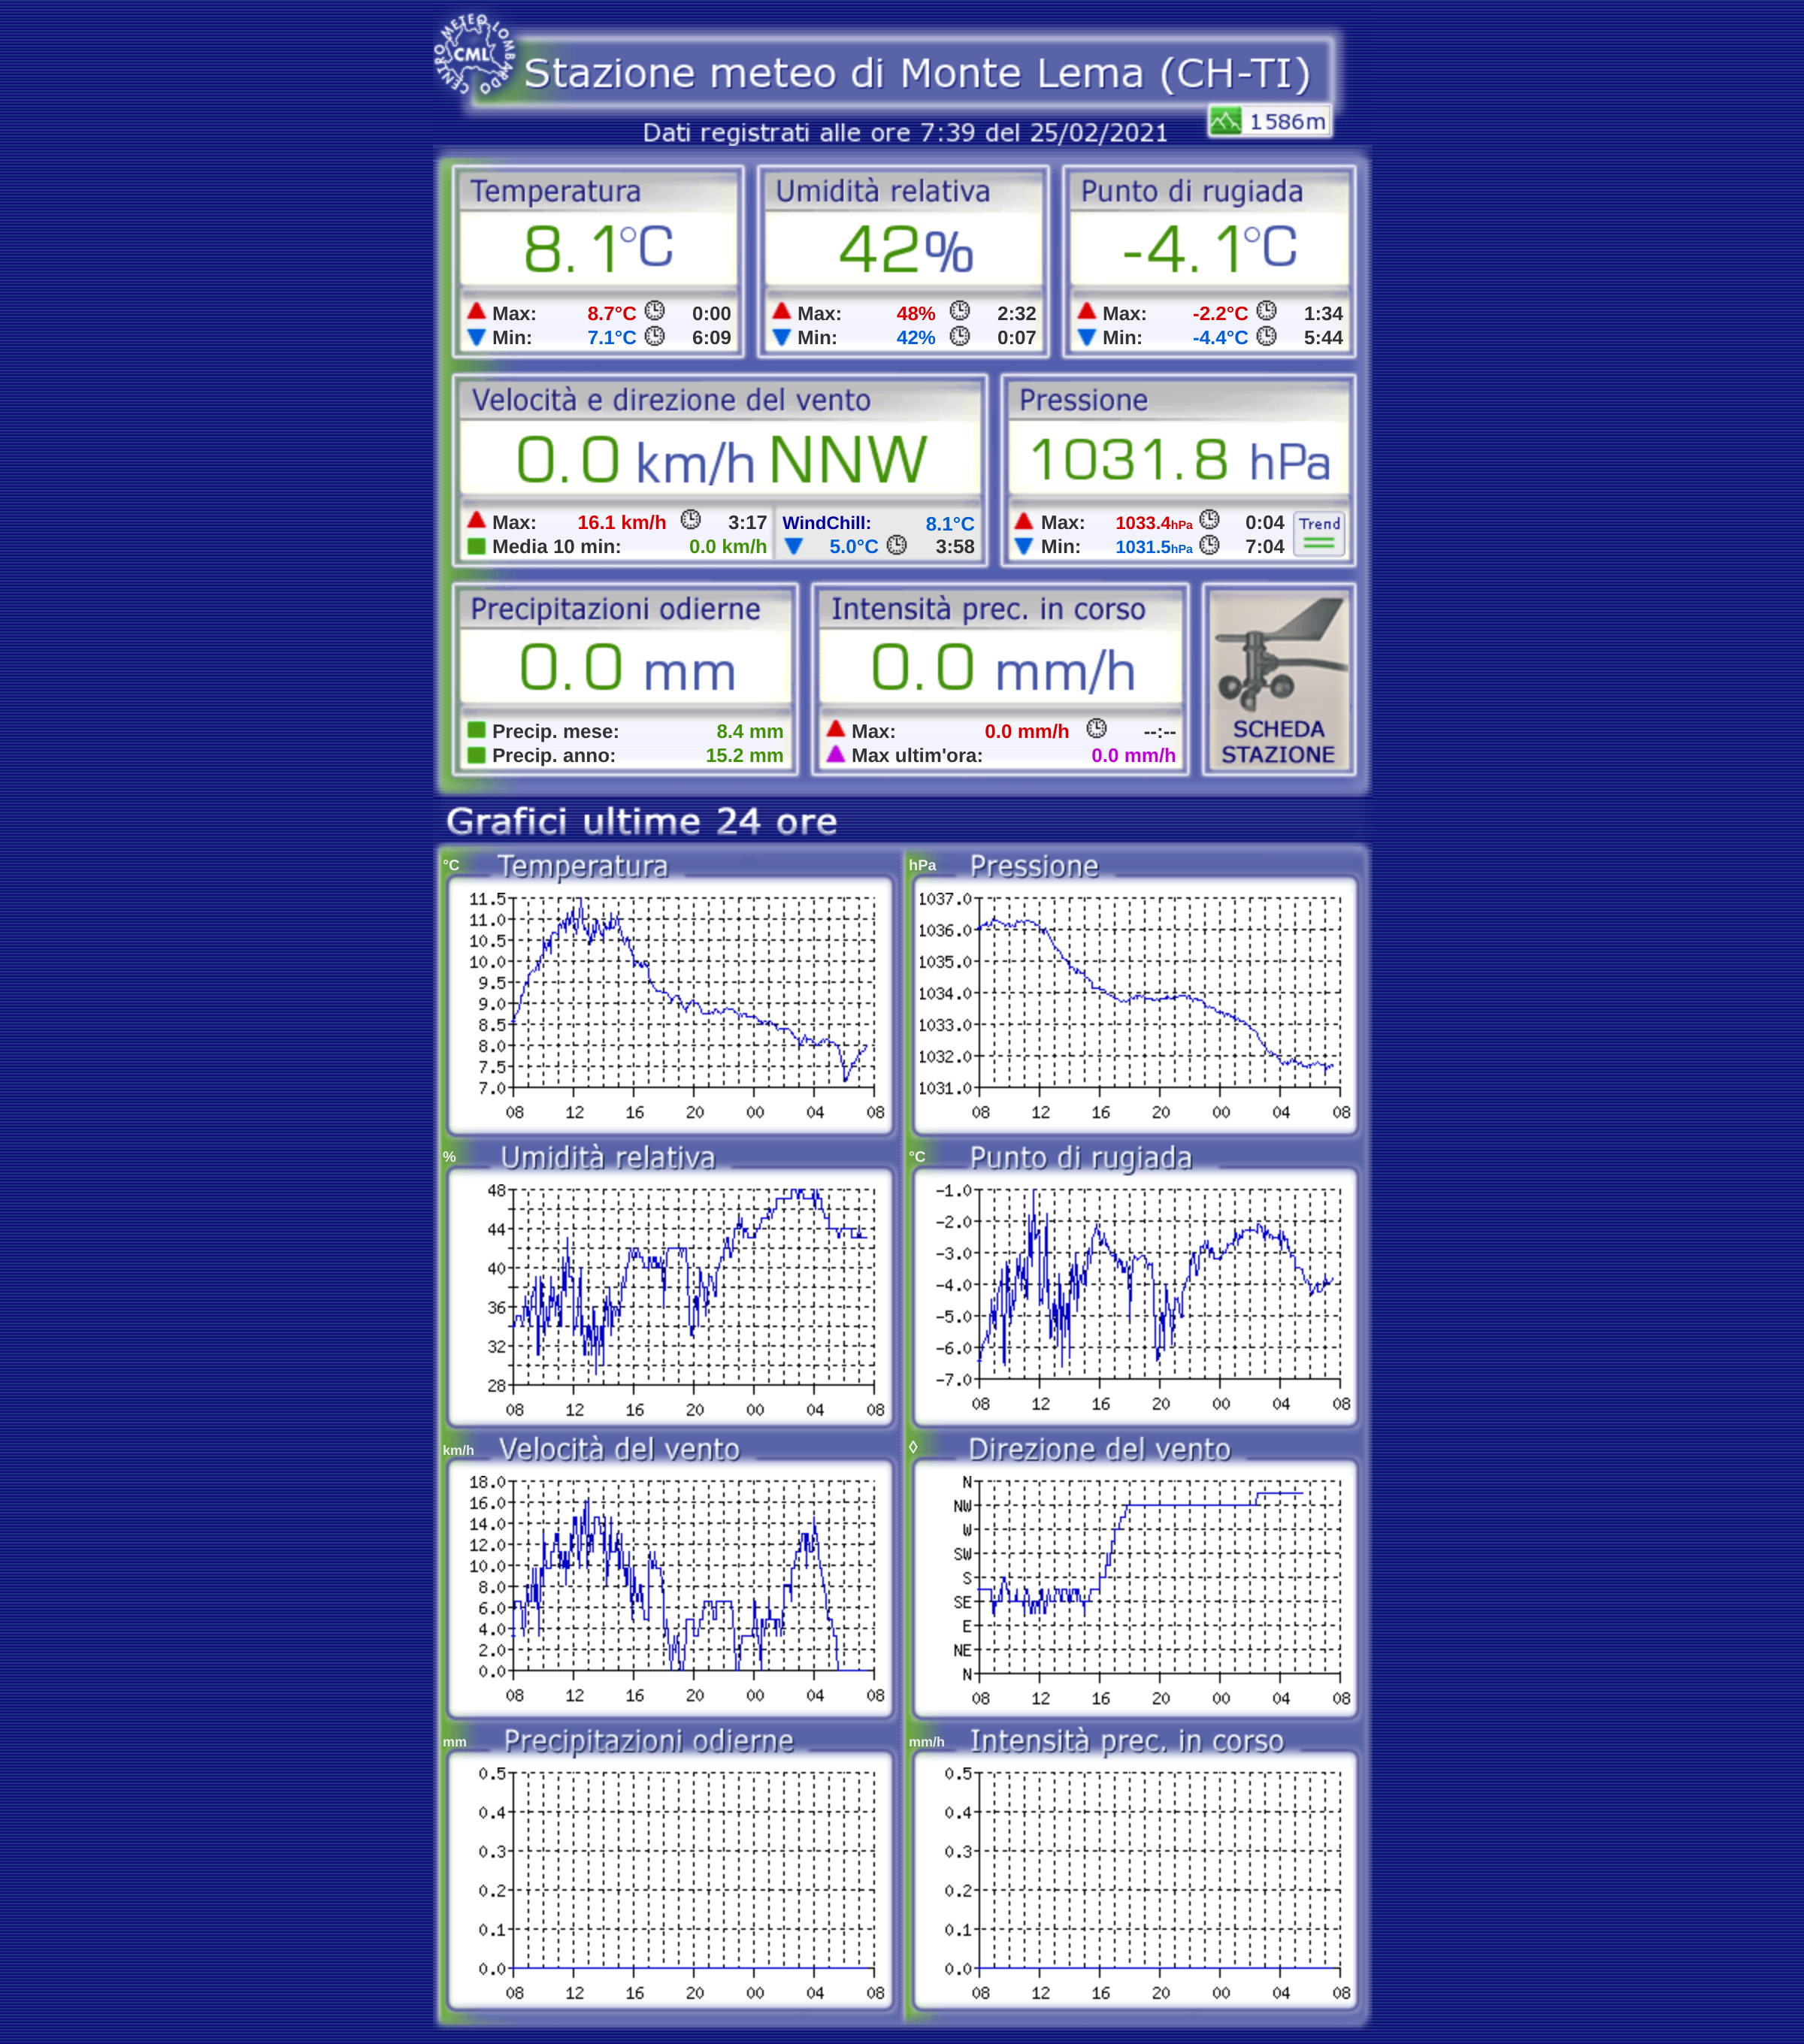 CENTRO METEO LOMBARDO
CML
Stazione meteo di Monte Lema (CH-TI)
1586m
Dati registrati alle ore 7:39 del 25/02/2021
Temperatura Umidità relativa Punto di rugiada
8.1°C 42% -4.1°C
Max: 8.7°C 0:00 Max: 48% 2:32 Max: -2.2°C 1:34
Min: 7.1°C 6:09 Min: 42% 0:07 Min: -4.4°C 5:44
Velocità e direzione del vento Pressione
0.0 km/h NNW 1031.8 hPa
Max: 16.1 km/h 3:17 WindChill: 8.1°C Max: 1033.4hPa 0:04 Trend
Media 10 min: 0.0 km/h 5.0°C 3:58 Min: 1031.5hPa 7:04
Precipitazioni odierne Intensità prec. in corso
0.0 mm 0.0 mm/h
Precip. mese: 8.4 mm Max: 0.0 mm/h --:-- SCHEDA
Precip. anno: 15.2 mm Max ultim'ora: 0.0 mm/h STAZIONE
Grafici ultime 24 ore
°C Temperatura hPa Pressione
11.5 1037.0
11.0 1036.0
10.5
10.0 1035.0
9.5
9.0 1034.0
8.5 1033.0
8.0 1032.0
7.5
7.0 1031.0
08 12 16 20 00 04 08 08 12 16 20 00 04 08
% Umidità relativa °C Punto di rugiada
48 -1.0
44 -2.0
40 -3.0
36 -4.0
32 -5.0
28 -6.0
-7.0
08 12 16 20 00 04 08 08 12 16 20 00 04 08
km/h Velocità del vento ◊ Direzione del vento
18.0 N
16.0 NW
14.0 W
12.0 SW
10.0 S
8.0 SE
6.0 E
4.0 NE
2.0 N
0.0
08 12 16 20 00 04 08 08 12 16 20 00 04 08
mm Precipitazioni odierne mm/h Intensità prec. in corso
0.5 0.5
0.4 0.4
0.3 0.3
0.2 0.2
0.1 0.1
0.0 0.0
08 12 16 20 00 04 08 08 12 16 20 00 04 08